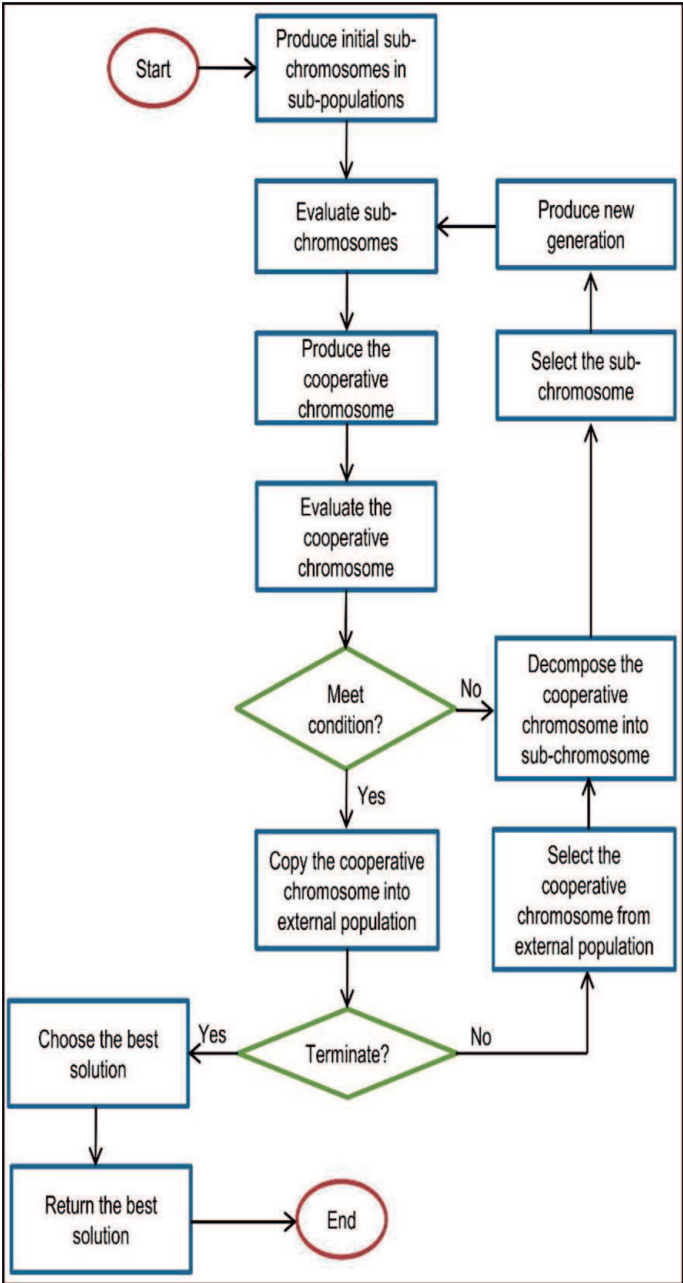 Start
Produce initial sub-
chromosomes in
sub-populations
Evaluate sub-
chromosomes
Produce new
generation
Produce the
cooperative
chromosome
Select the sub-
chromosome
Evaluate the
cooperative
chromosome
Meet
condition?
No
Decompose the
cooperative
chromosome into
sub-chromosome
Yes
Copy the cooperative
chromosome into
external population
Select the
cooperative
chromosome from
external population
Terminate?
Yes
No
Choose the best
solution
Return the best
solution
End